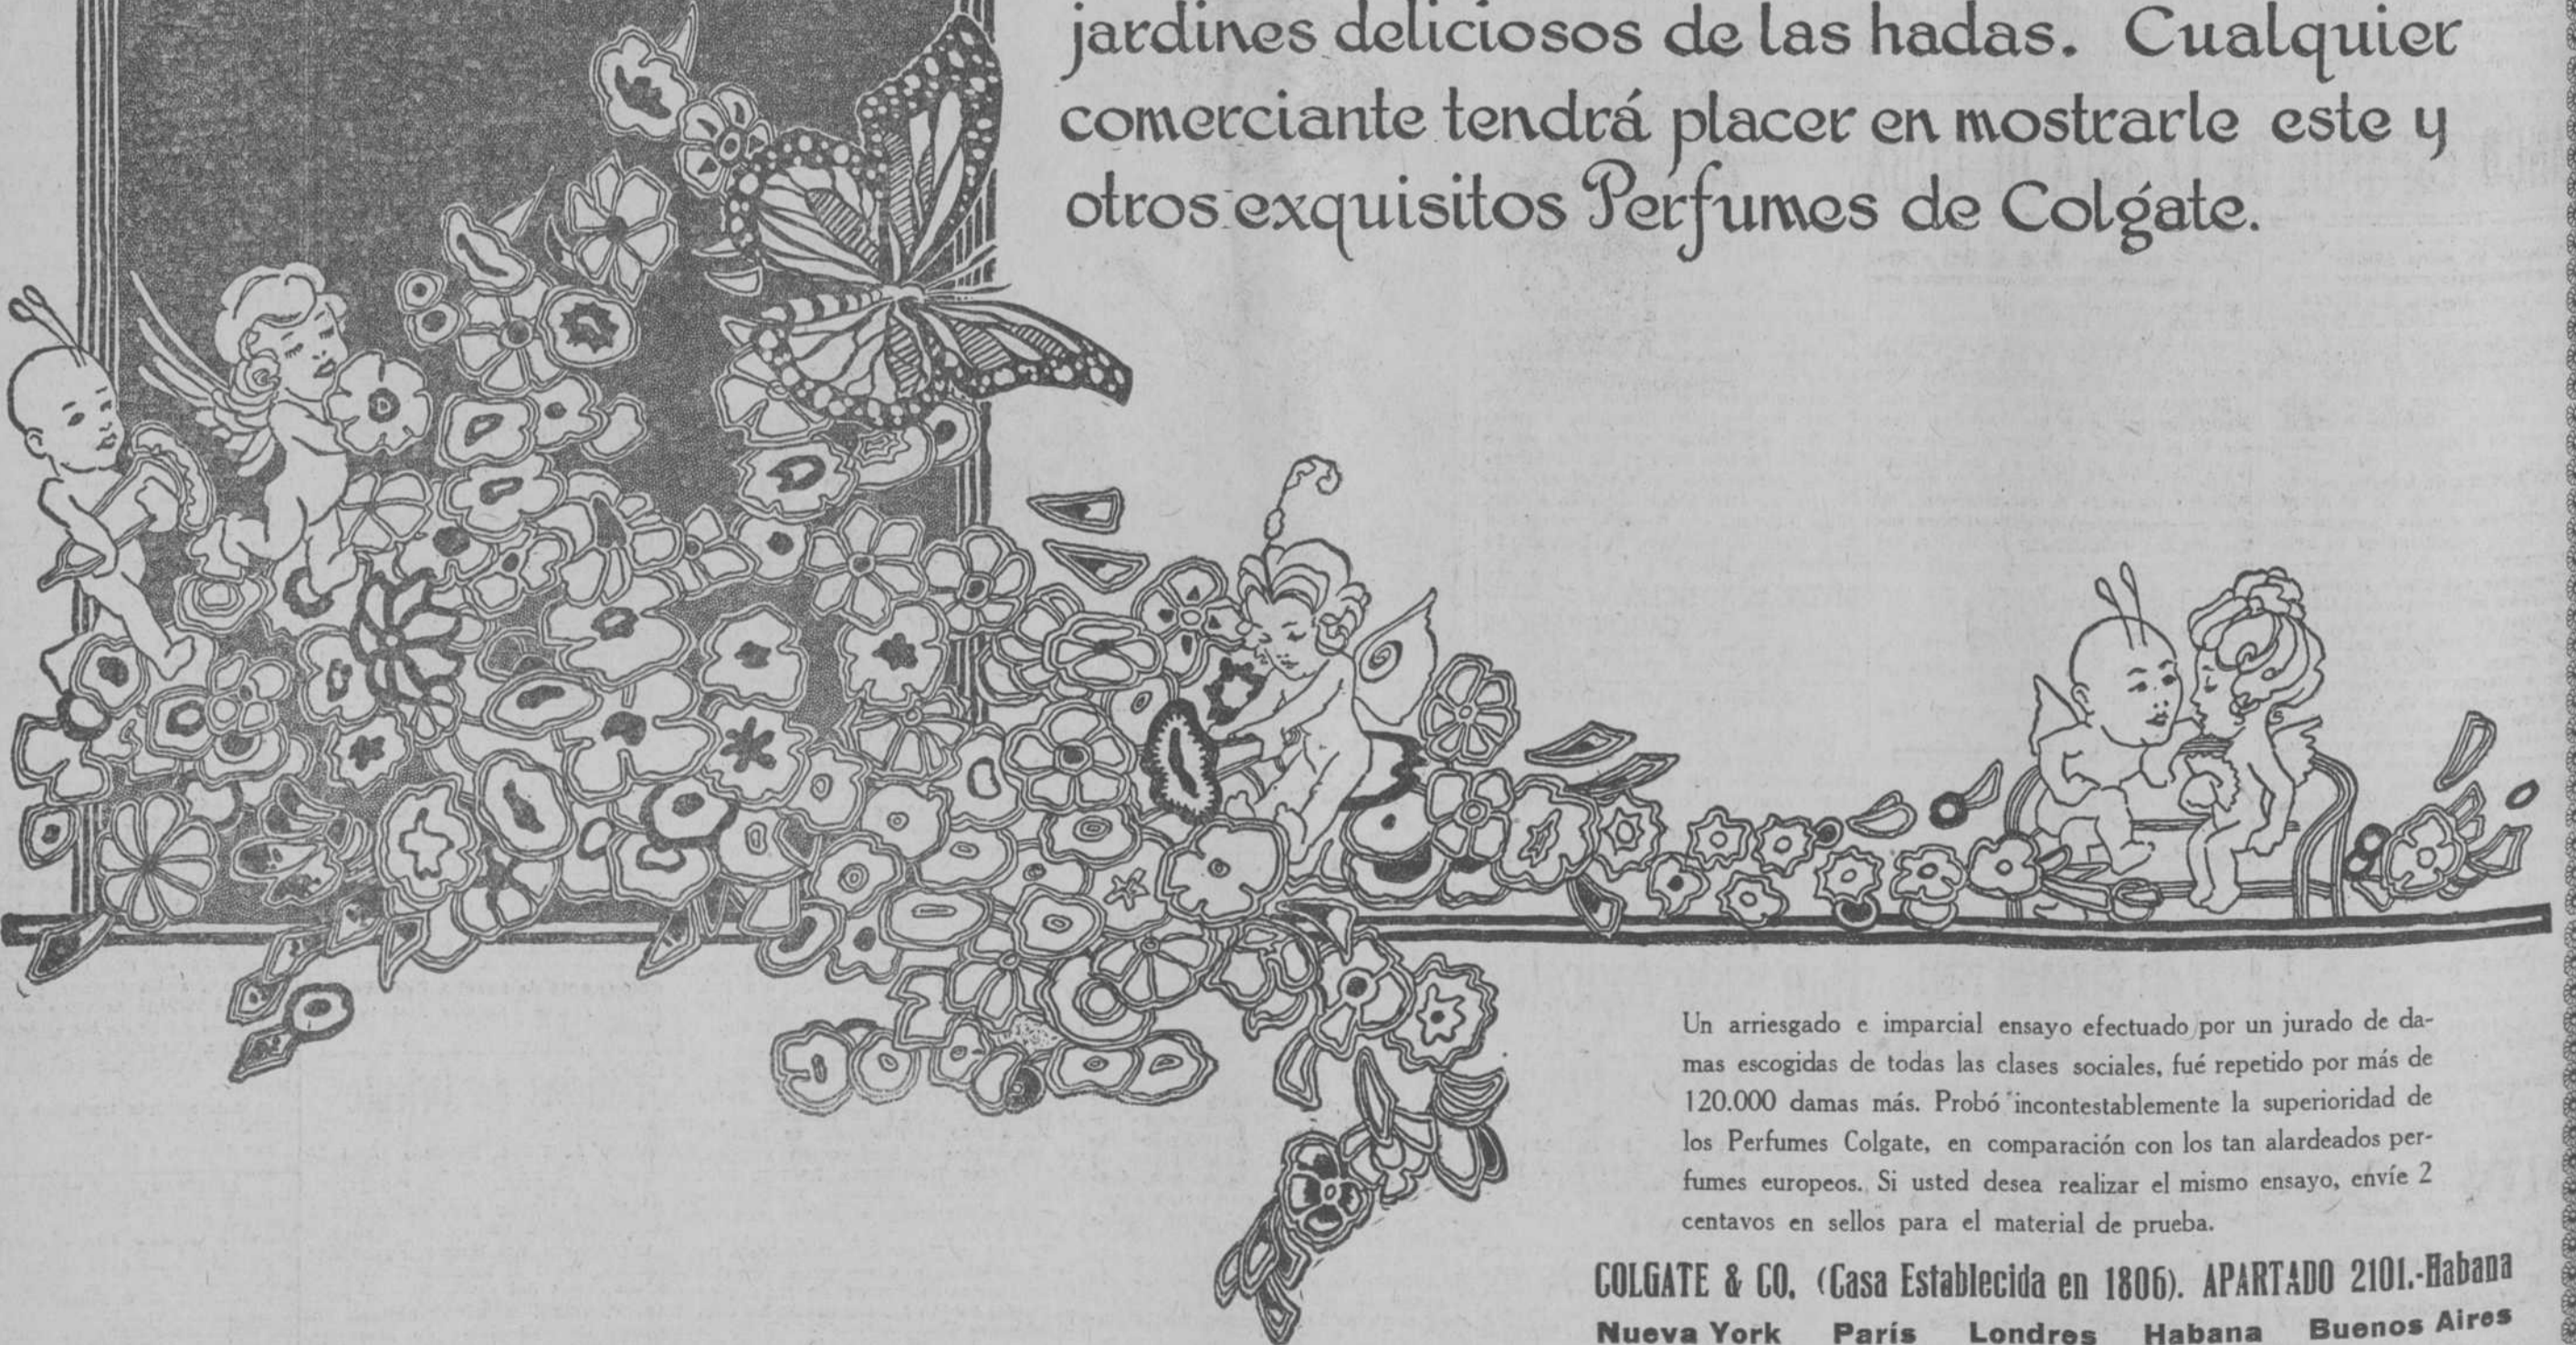 jardines deliciosos de las hadas. Cualquier
comerciante tendrá placer en mostrarle este y
otros exquisitos Perfumes de Colgate.
Un arriesgado e imparcial ensayo efectuado por un jurado de da-
mas escogidas de todas las clases sociales, fué repetido por más de
120.000 damas más. Probó incontestablemente la superioridad de
los Perfumes Colgate, en comparación con los tan alardeados per-
fumes europeos. Si usted desea realizar el mismo ensayo, envíe 2
centavos en sellos para el material de prueba.
COLGATE & CO. (Casa Establecida en 1806). APARTADO 2101.-Habana
Nueva York París Londres Habana Buenos Aires